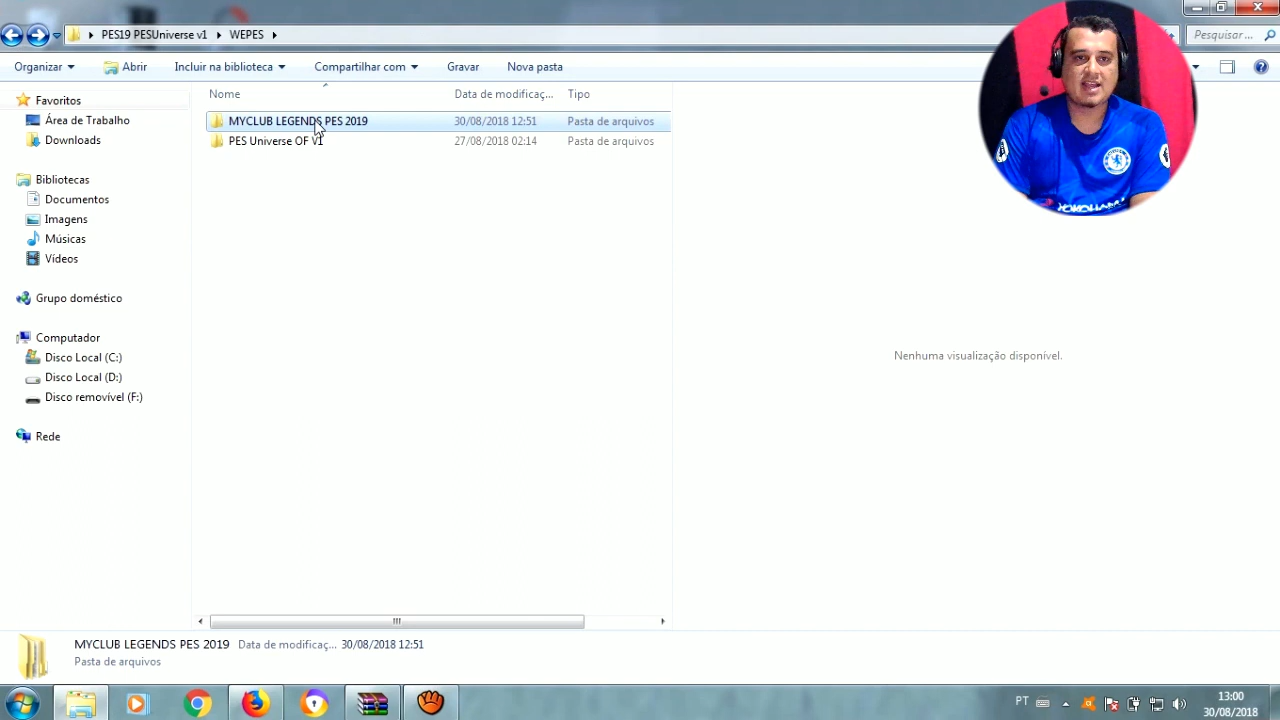 PES19 PESUniverse v1 WEPES
Pesquisar ...
Organizar Abrir Incluir na biblioteca Compartilhar com Gravar Nova pasta
Nome Data de modificaç... Tipo
MYCLUB LEGENDS PES 2019 30/08/2018 12:51 Pasta de arquivos
PES Universe OF V1 27/08/2018 02:14 Pasta de arquivos
Favoritos
Área de Trabalho
Downloads
Bibliotecas
Documentos
Imagens
Músicas
Vídeos
Grupo doméstico
Computador
Disco Local (C:)
Disco Local (D:)
Disco removível (F:)
Rede
Nenhuma visualização disponível.
MYCLUB LEGENDS PES 2019 Data de modificaç... 30/08/2018 12:51
Pasta de arquivos
PT
13:00
30/08/2018